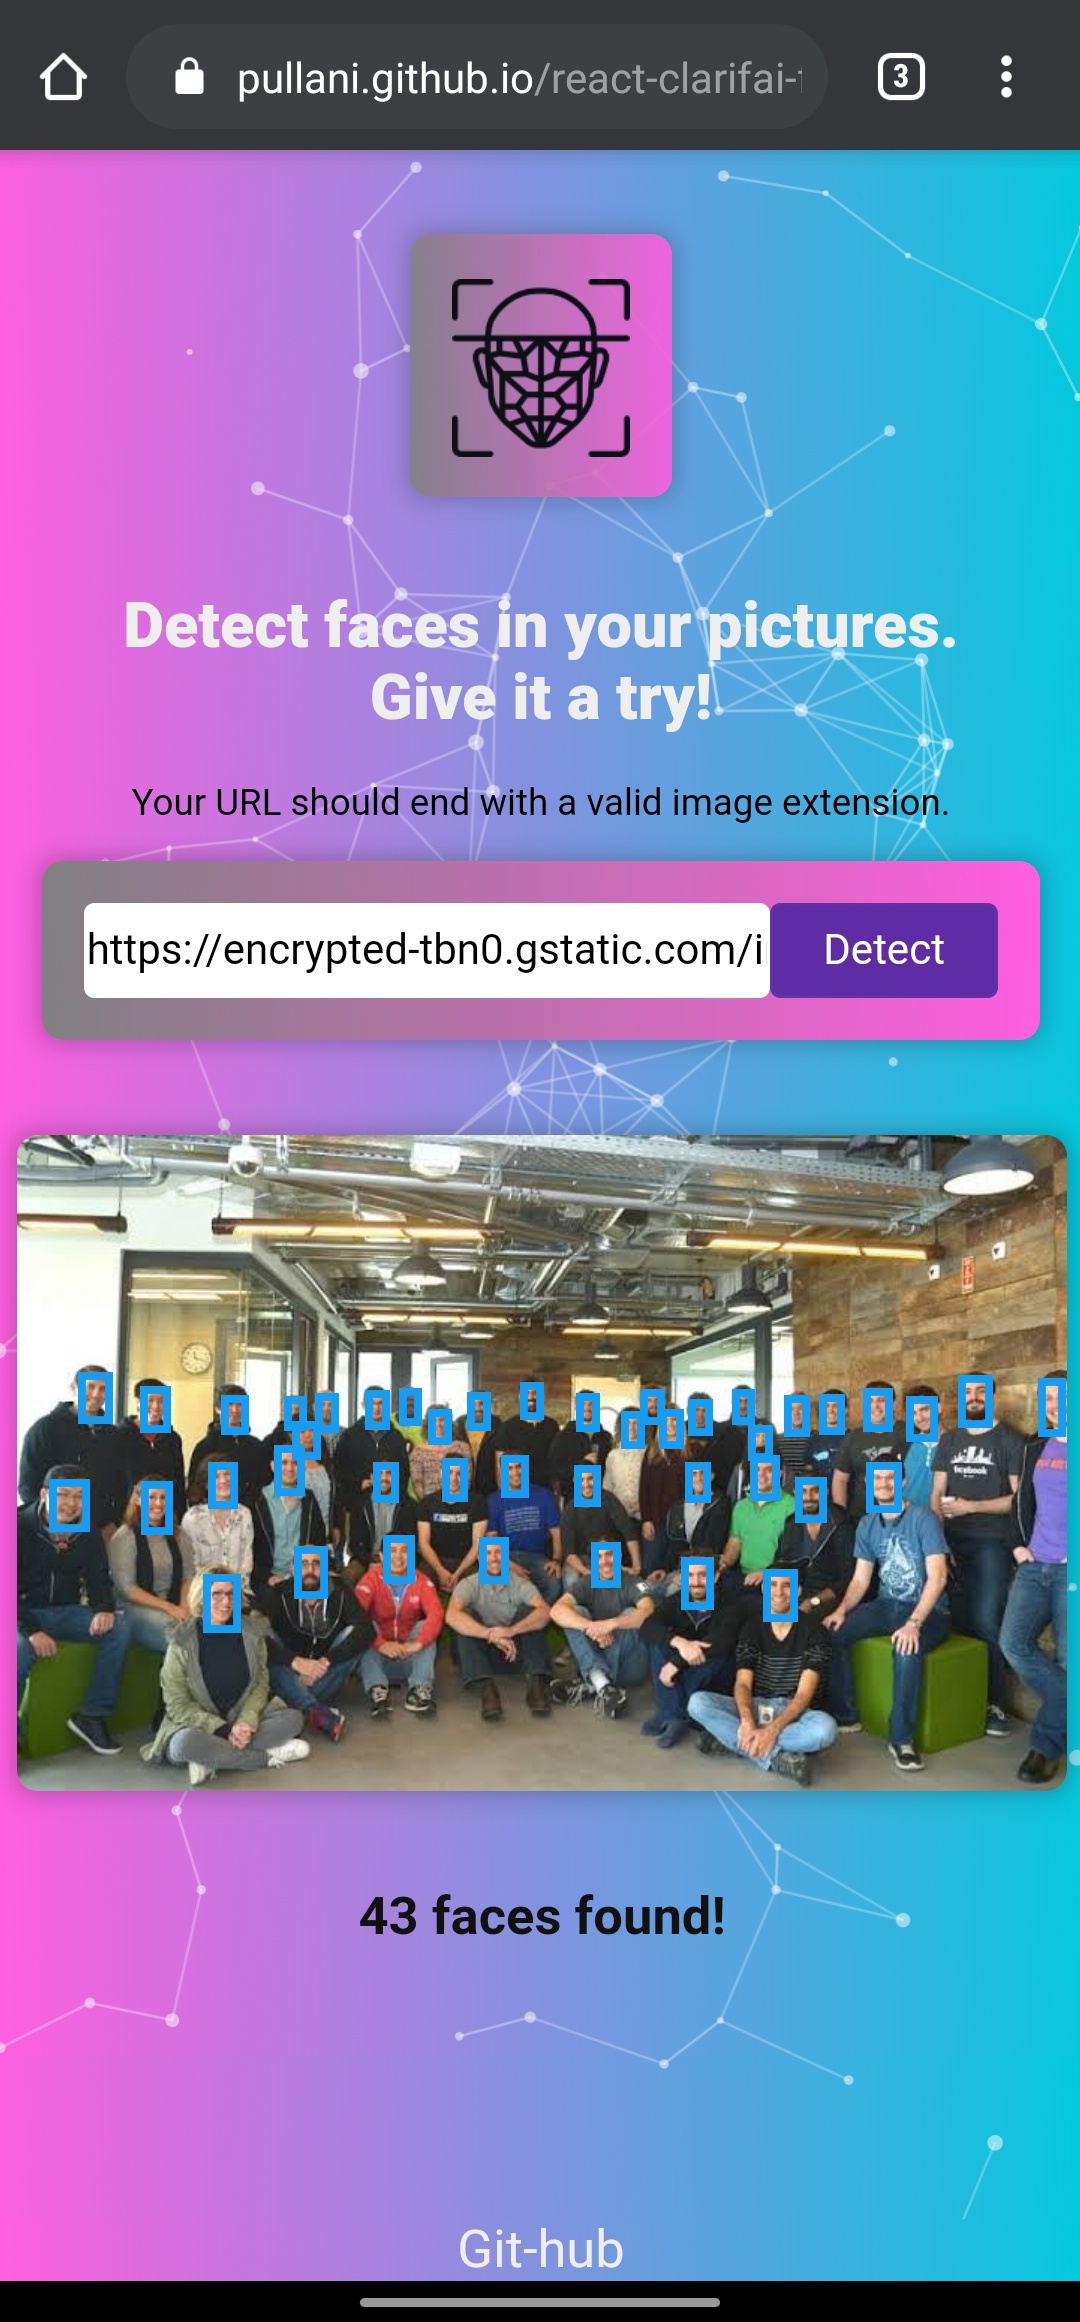 3
pullani.github.io/react-clarifai-
Detect faces in your pictures.
Give it a try!
Your URL should end with a valid image extension.
https://encrypted-tbn0.gstatic.com/i
Detect
facebook
43 faces found!
Git-hub